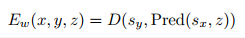 E_w(x, y, z) = D(s_y, Pred(s_x, z))